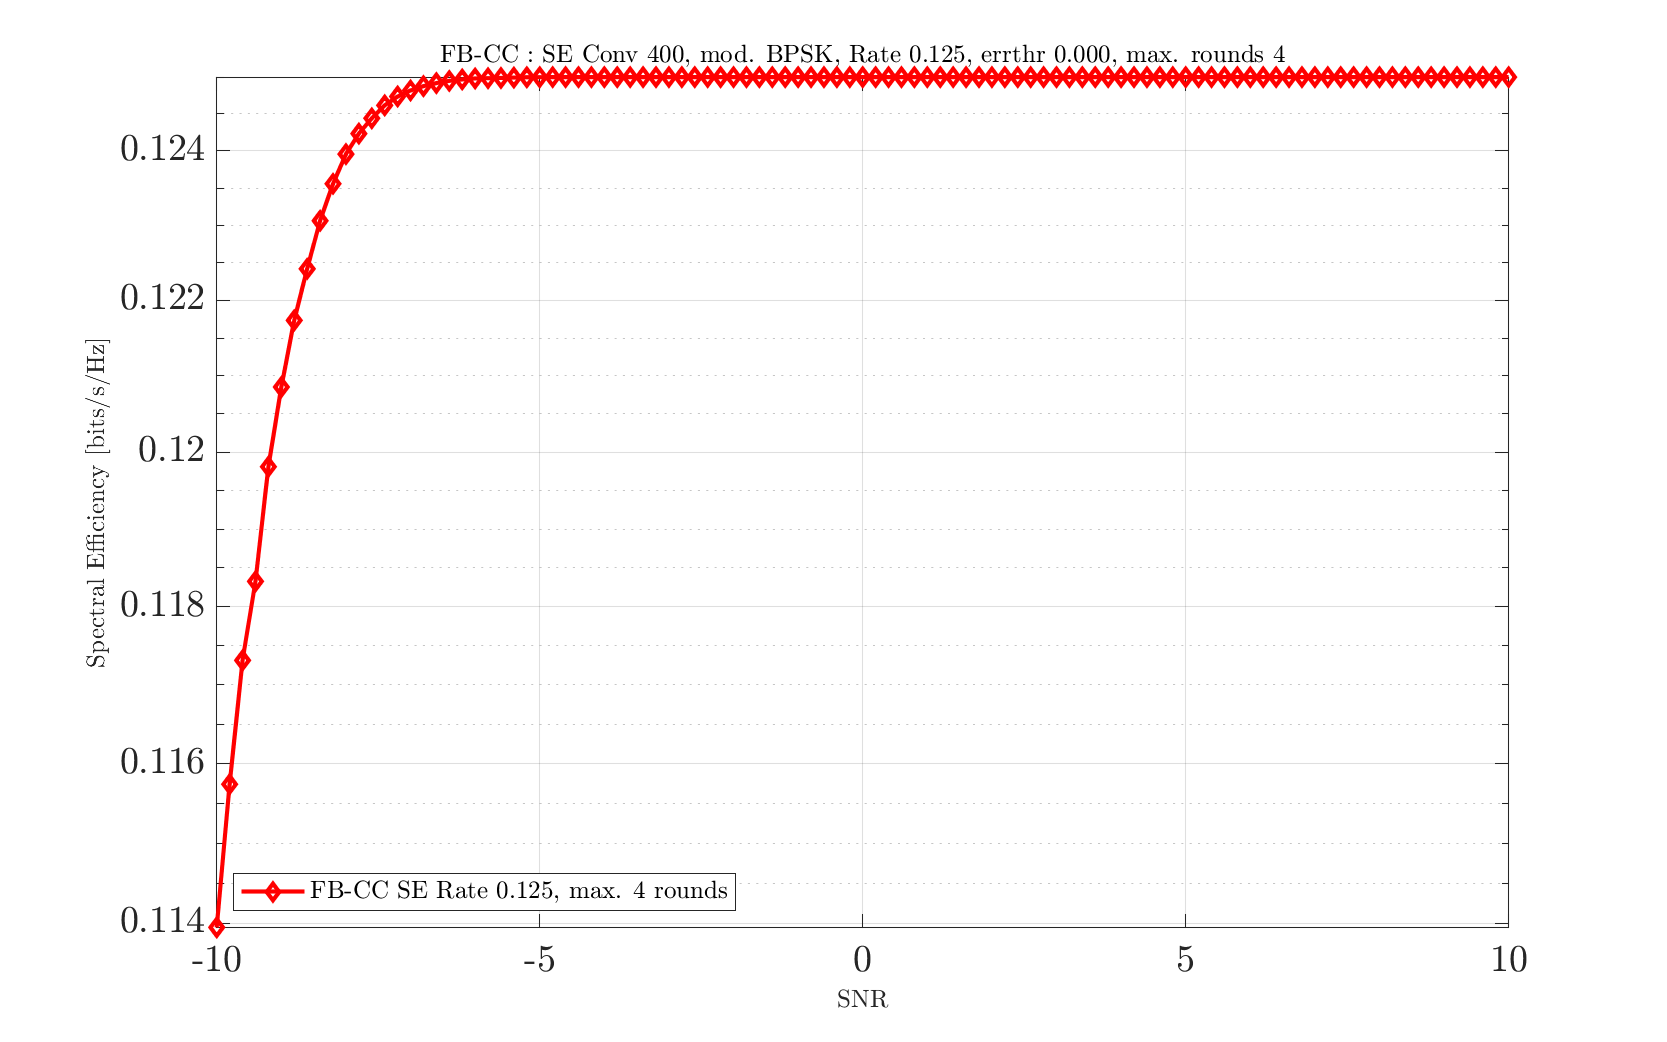 FB-CC : SE Conv 400, mod. BPSK, Rate 0.125, errthr 0.000, max. rounds 4
0.124
0.122
0.12
0.118
0.116
0.114
Spectral Efficiency [bits/s/Hz]
FB-CC SE Rate 0.125, max. 4 rounds
-10 -5 0 5 10
SNR